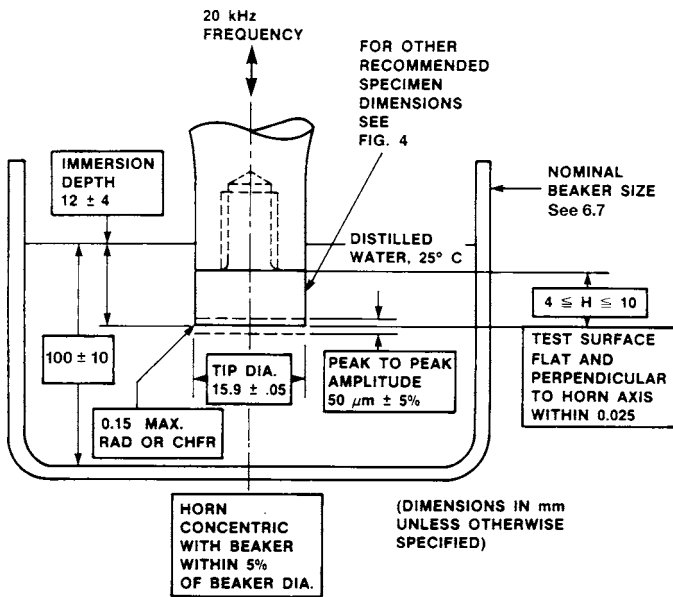 20 kHz
FREQUENCY
FOR OTHER
RECOMMENDED
SPECIMEN
DIMENSIONS
SEE
FIG. 4
IMMERSION
DEPTH
12 ± 4
NOMINAL
BEAKER SIZE
See 6.7
DISTILLED
WATER, 25° C
4 ≦ H ≦ 10
100 ± 10
TIP DIA.
15.9 ± .05
PEAK TO PEAK
AMPLITUDE
50 μm ± 5%
TEST SURFACE
FLAT AND
PERPENDICULAR
TO HORN AXIS
WITHIN 0.025
0.15 MAX.
RAD OR CHFR
HORN
CONCENTRIC
WITH BEAKER
WITHIN 5%
OF BEAKER DIA.
(DIMENSIONS IN mm
UNLESS OTHERWISE
SPECIFIED)